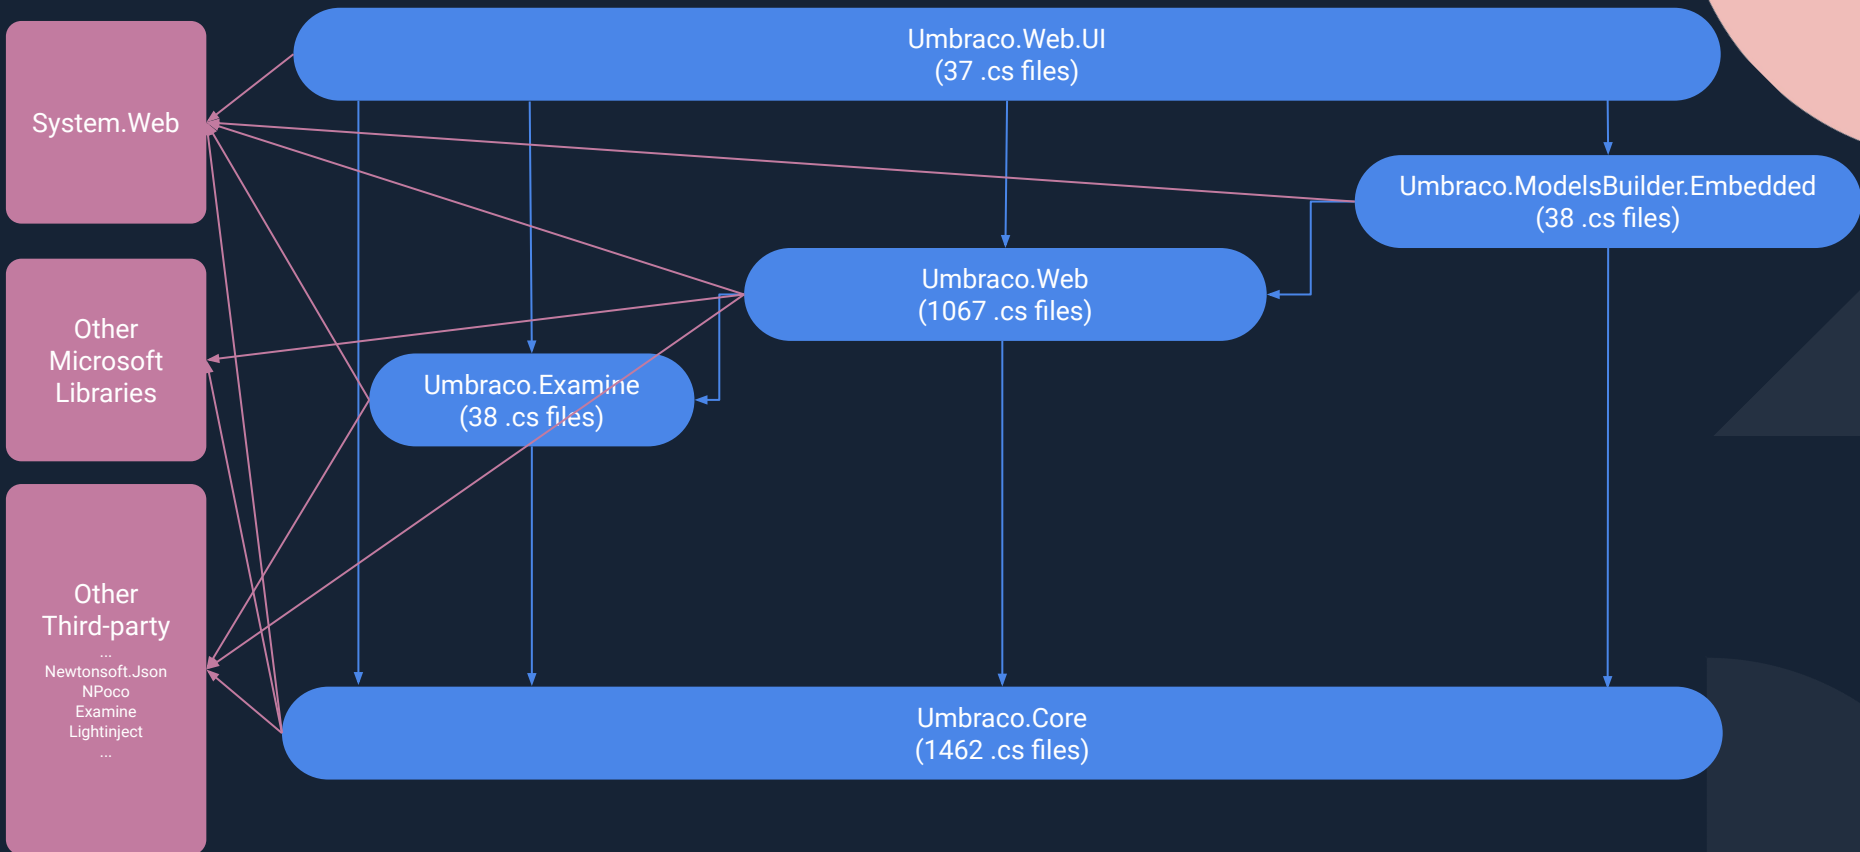 Umbraco.Web.UI
(37 .cs files)
System.Web
Umbraco.ModelsBuilder.Embedded
(38 .cs files)
Umbraco.Web
(1067 .cs files)
Other
Microsoft
Libraries
Umbraco.Examine
(38 .cs files)
Other
Third-party
...
Newtonsoft.Json
NPoco
Examine
Lightinject
...
Umbraco.Core
(1462 .cs files)